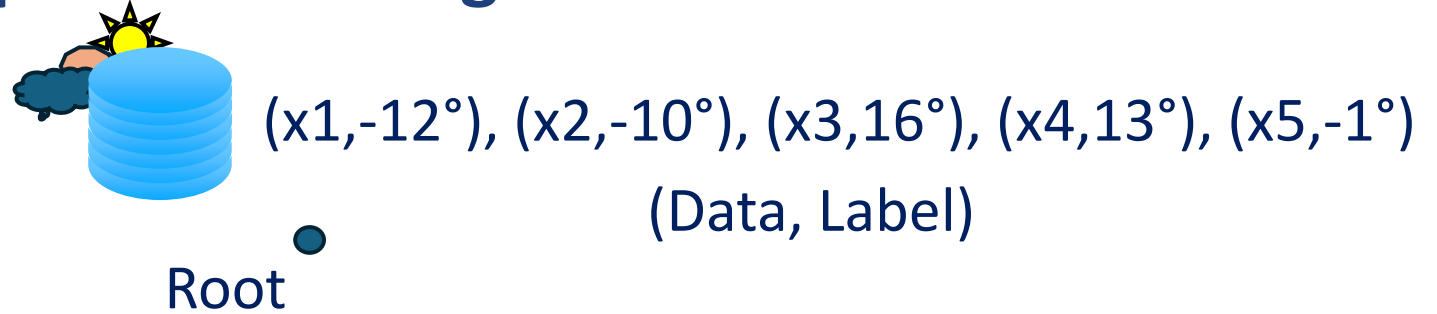 (x1,-12°), (x2,-10°), (x3,16°), (x4,13°), (x5,-1°)
(Data, Label)
Root